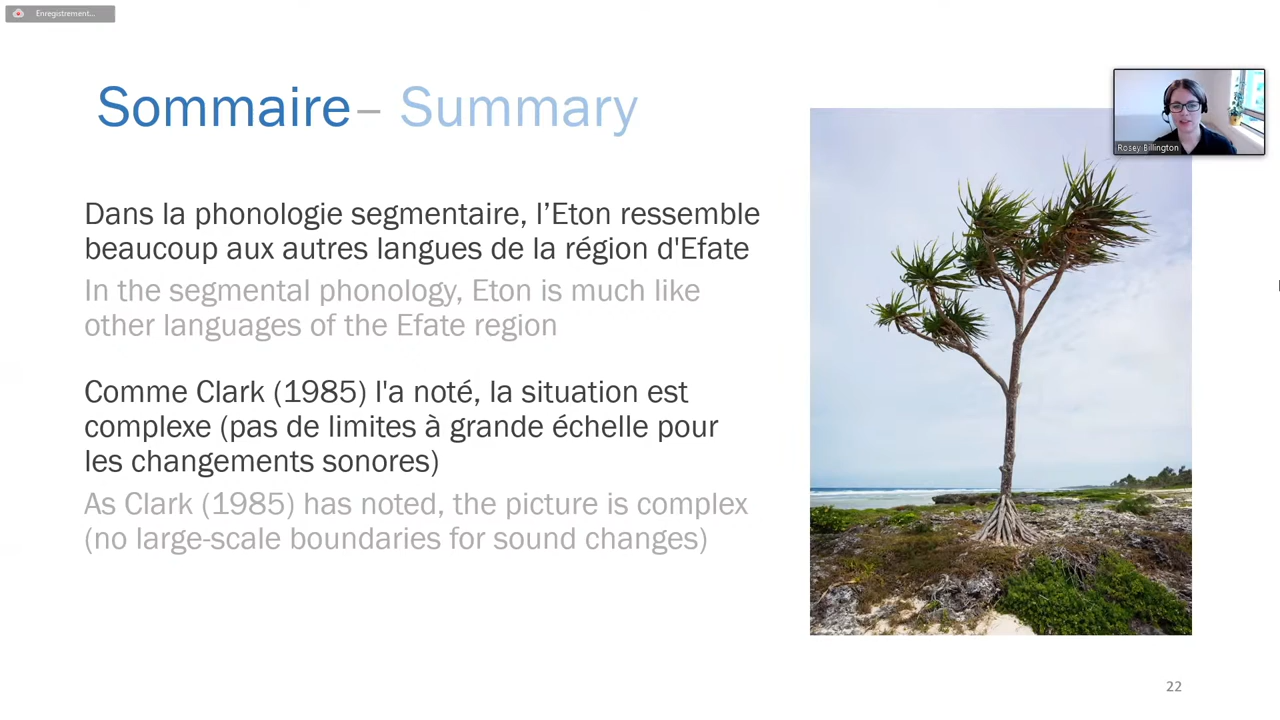 Enregistrement...
Sommaire – Summary
Rosey Billington
Dans la phonologie segmentaire, l’Eton ressemble
beaucoup aux autres langues de la région d'Efate
In the segmental phonology, Eton is much like
other languages of the Efate region
Comme Clark (1985) l'a noté, la situation est
complexe (pas de limites à grande échelle pour
les changements sonores)
As Clark (1985) has noted, the picture is complex
(no large-scale boundaries for sound changes)
22